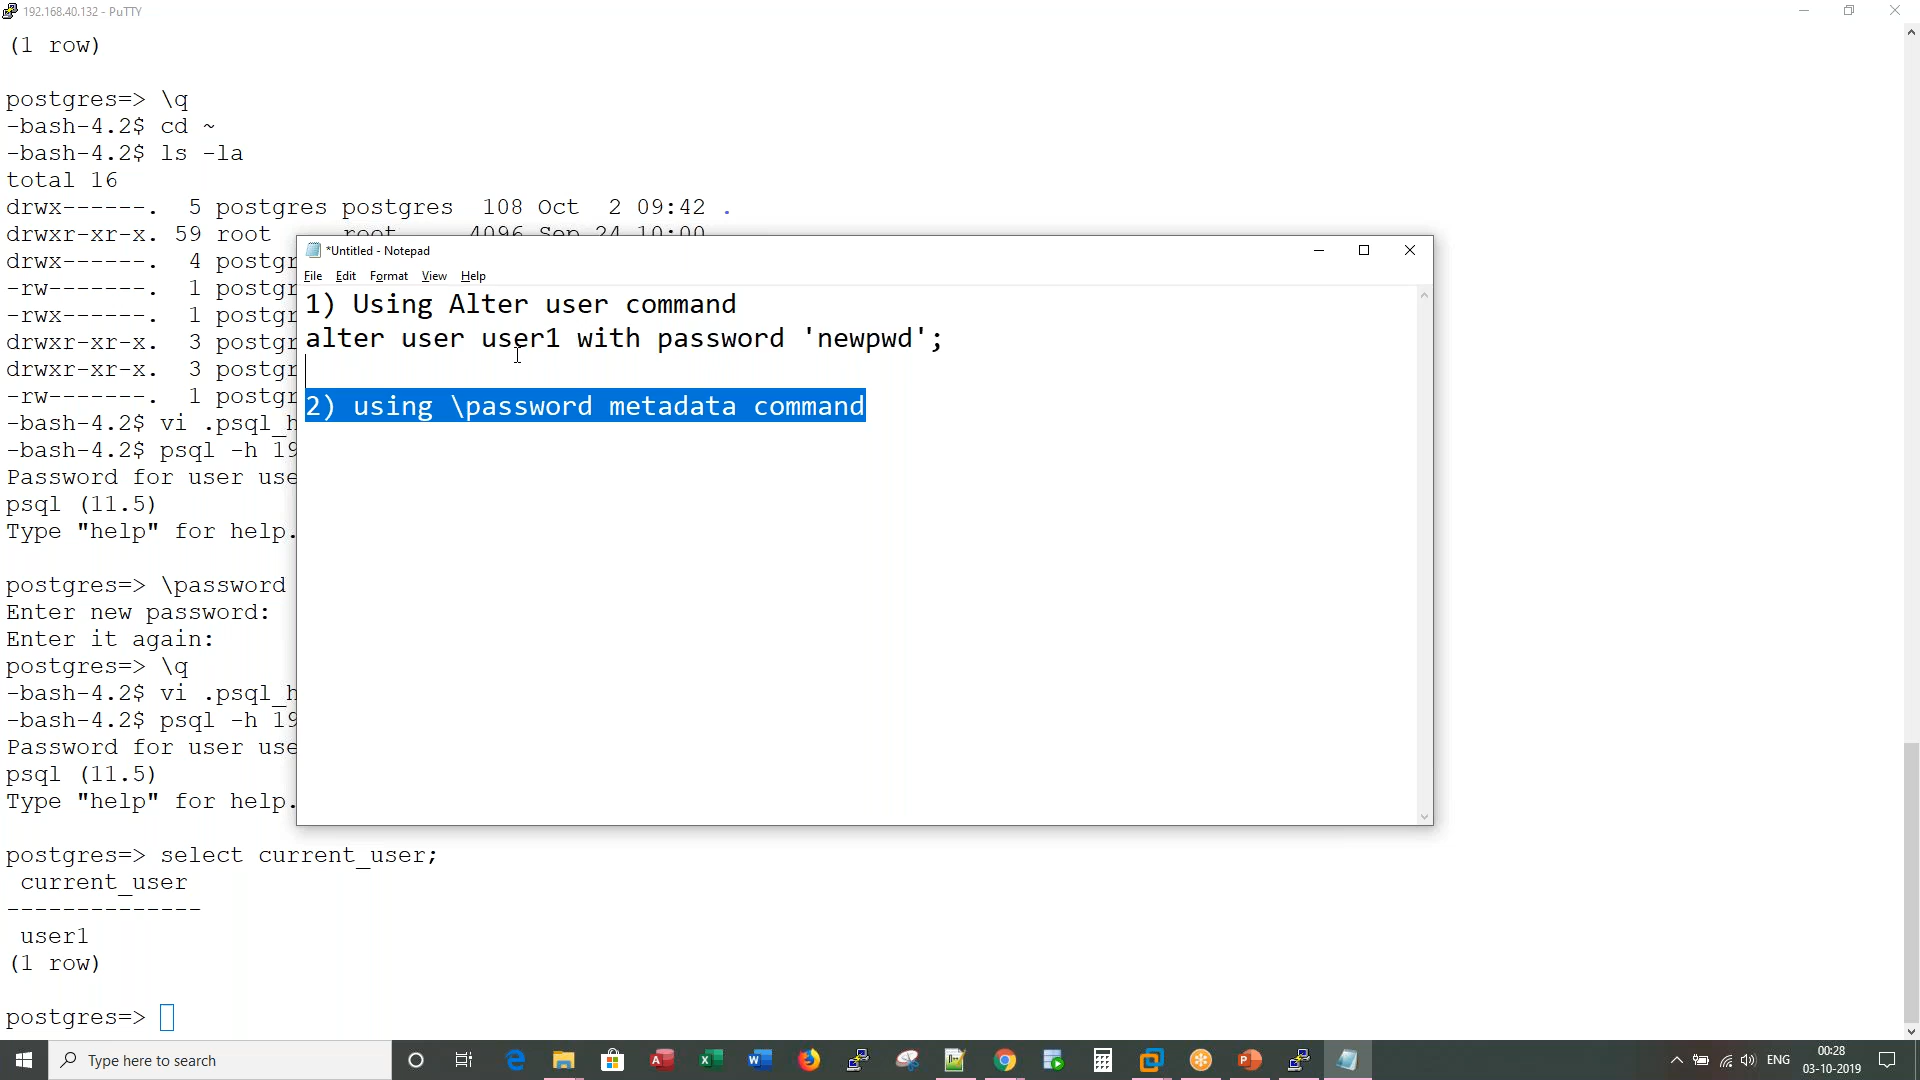 192.168.40.132 - PuTTY
(1 row)
postgres=> \q
-bash-4.2$ cd ~
-bash-4.2$ ls -la
total 16
drwx------.  5 postgres postgres  108 Oct  2 09:42 .
drwxr-xr-x. 59 root     root     4096 Sep 24 10:00
drwx------.  4 postgr
-rw-------.  1 postgr
-rwx------.  1 postgr
drwxr-xr-x.  3 postgr
drwxr-xr-x.  3 postgr
-rw-------.  1 postgr
-bash-4.2$ vi .psql_h
-bash-4.2$ psql -h 19
Password for user use
psql (11.5)
Type "help" for help.
postgres=> \password
Enter new password:
Enter it again:
postgres=> \q
-bash-4.2$ vi .psql_h
-bash-4.2$ psql -h 19
Password for user use
psql (11.5)
Type "help" for help.
postgres=> select current_user;
current_user
--------------
user1
(1 row)
postgres=>
*Untitled - Notepad
File Edit Format View Help
1) Using Alter user command
alter user user1 with password 'newpwd';
2) using \password metadata command
Type here to search
ENG
00:28
03-10-2019